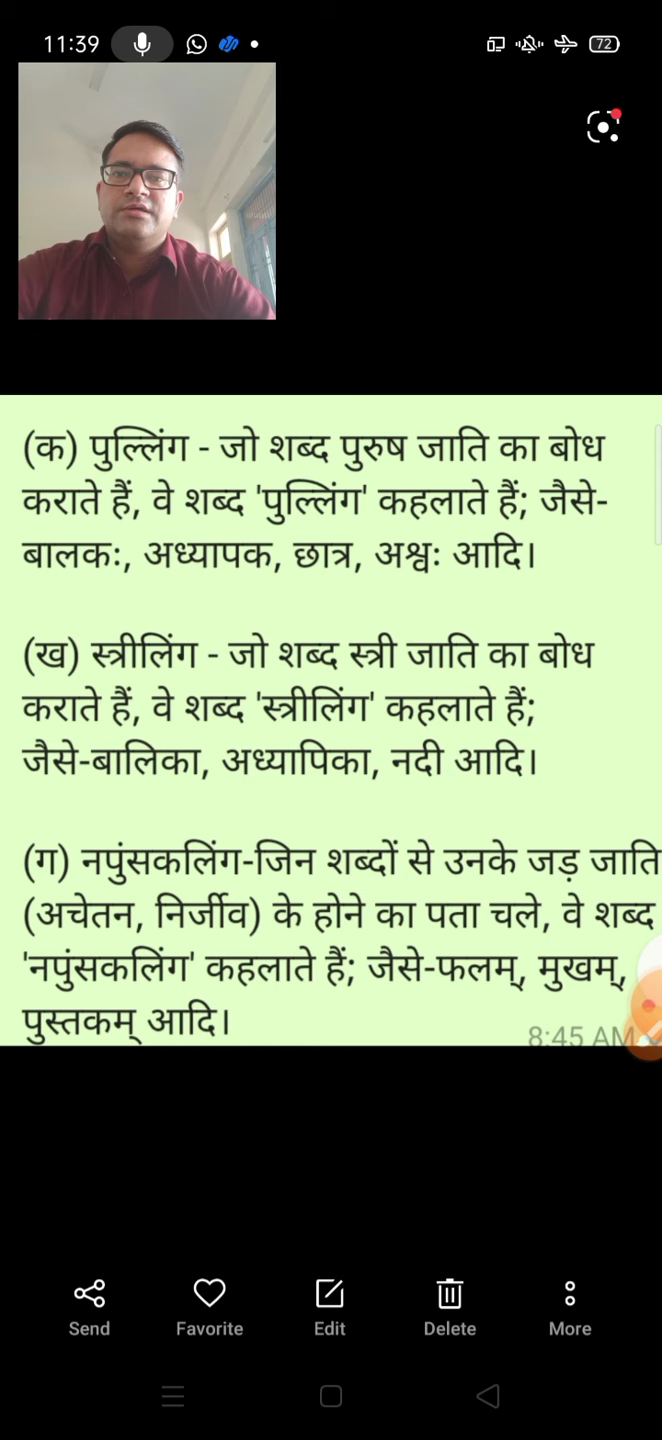 11:39
72
(क) पुल्लिंग - जो शब्द पुरुष जाति का बोध
कराते हैं, वे शब्द 'पुल्लिंग' कहलाते हैं; जैसे-
बालकः, अध्यापक, छात्र, अश्वः आदि।
(ख) स्त्रीलिंग - जो शब्द स्त्री जाति का बोध
कराते हैं, वे शब्द 'स्त्रीलिंग' कहलाते हैं;
जैसे-बालिका, अध्यापिका, नदी आदि।
(ग) नपुंसकलिंग-जिन शब्दों से उनके जड़ जाति
(अचेतन, निर्जीव) के होने का पता चले, वे शब्द
'नपुंसकलिंग' कहलाते हैं; जैसे-फलम्, मुखम्,
पुस्तकम् आदि।
8:45 AM
Send Favorite Edit Delete More